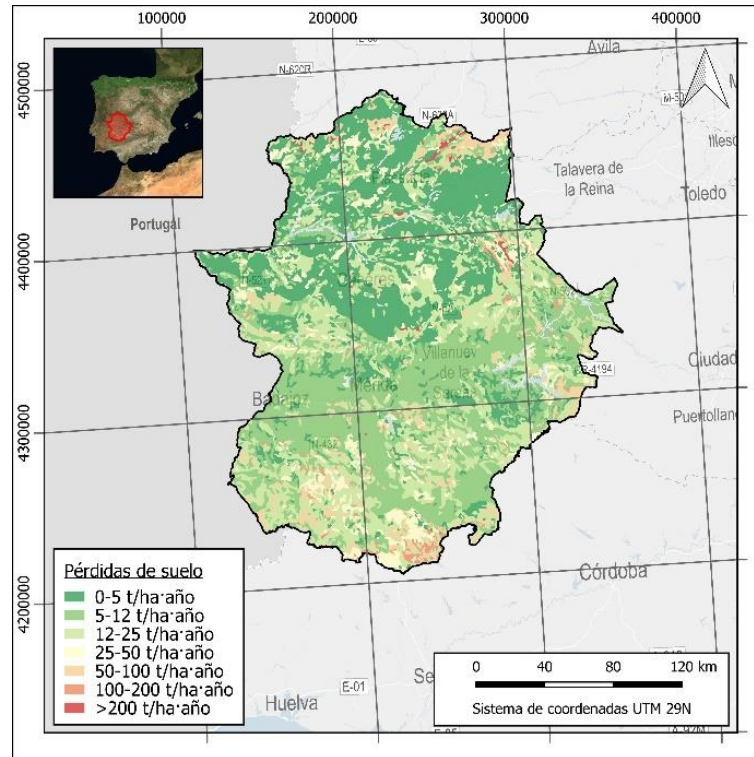 100000 200000 300000 400000
4500000
4400000
4300000
4200000
Ávila
N-620R
Portugal
Talavera de
la Reina
Toledo
Cáceres
Villanuev
de la
Mérida
Badajoz
Ciudad
Puertollano
Córdoba
Huelva
E-01
Pérdidas de suelo
0-5 t/ha·año
5-12 t/ha·año
12-25 t/ha·año
25-50 t/ha·año
50-100 t/ha·año
100-200 t/ha·año
>200 t/ha·año
0 40 80 120 km
Sistema de coordenadas UTM 29N